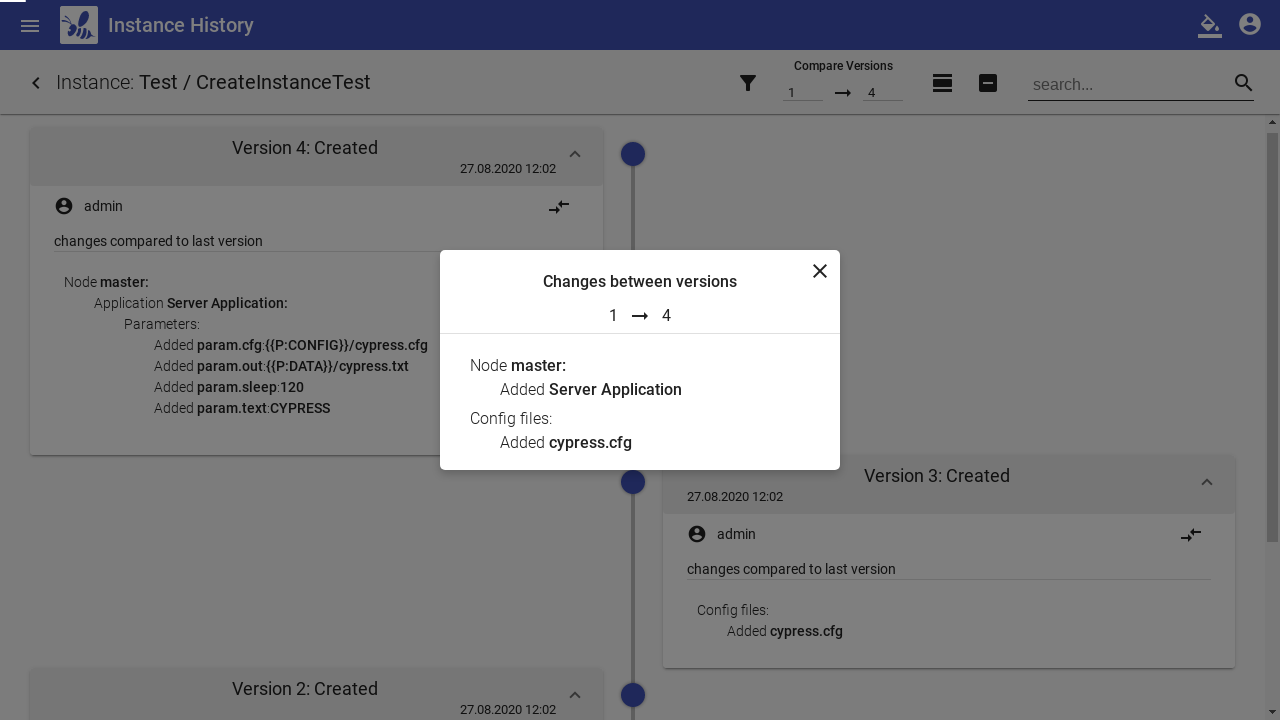 Instance History
Instance: Test / CreateInstanceTest
Compare Versions
1 4
search...
Version 4: Created
27.08.2020 12:02
admin
changes compared to last version
Node master:
Application Server Application:
Parameters:
Added param.cfg:{{P:CONFIG}}/cypress.cfg
Added param.out:{{P:DATA}}/cypress.txt
Added param.sleep:120
Added param.text:CYPRESS
Changes between versions
1 4
Node master:
Added Server Application
Config files:
Added cypress.cfg
Version 3: Created
27.08.2020 12:02
admin
changes compared to last version
Config files:
Added cypress.cfg
Version 2: Created
27.08.2020 12:02